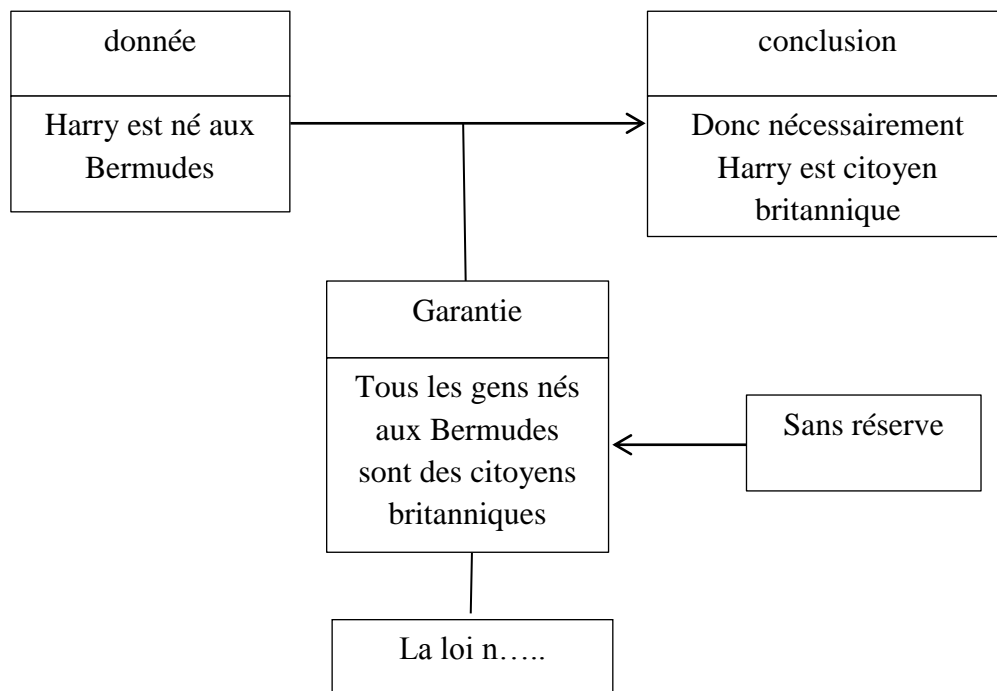 donnée
Harry est né aux
Bermudes
conclusion
Donc nécessairement
Harry est citoyen
britannique
Garantie
Tous les gens nés
aux Bermudes
sont des citoyens
britanniques
Sans réserve
La loi n…..